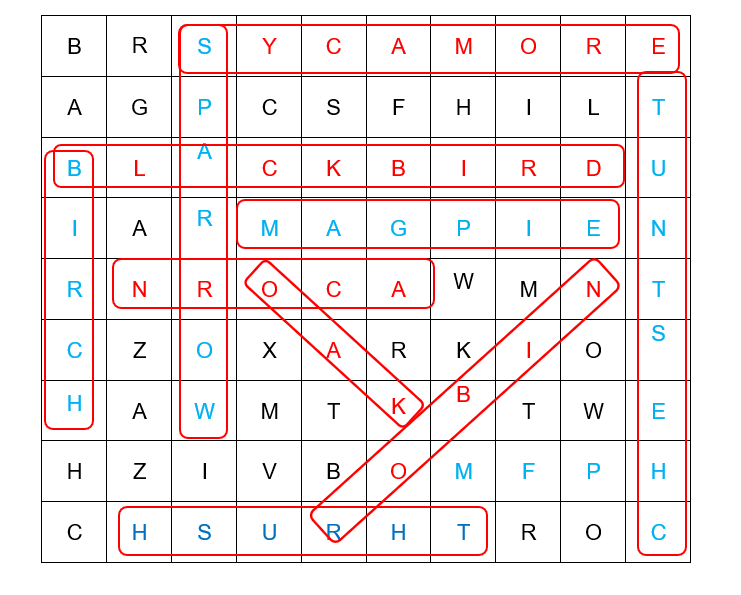 B R S Y C A M O R E
A G P C S F H I L T
B L A C K B I R D U
I A R M A G P I E N
R N R O C A W M N T
C Z O X A R K I O S
H A W M T K B T W E
H Z I V B O M F P H
C H S U R H T R O C